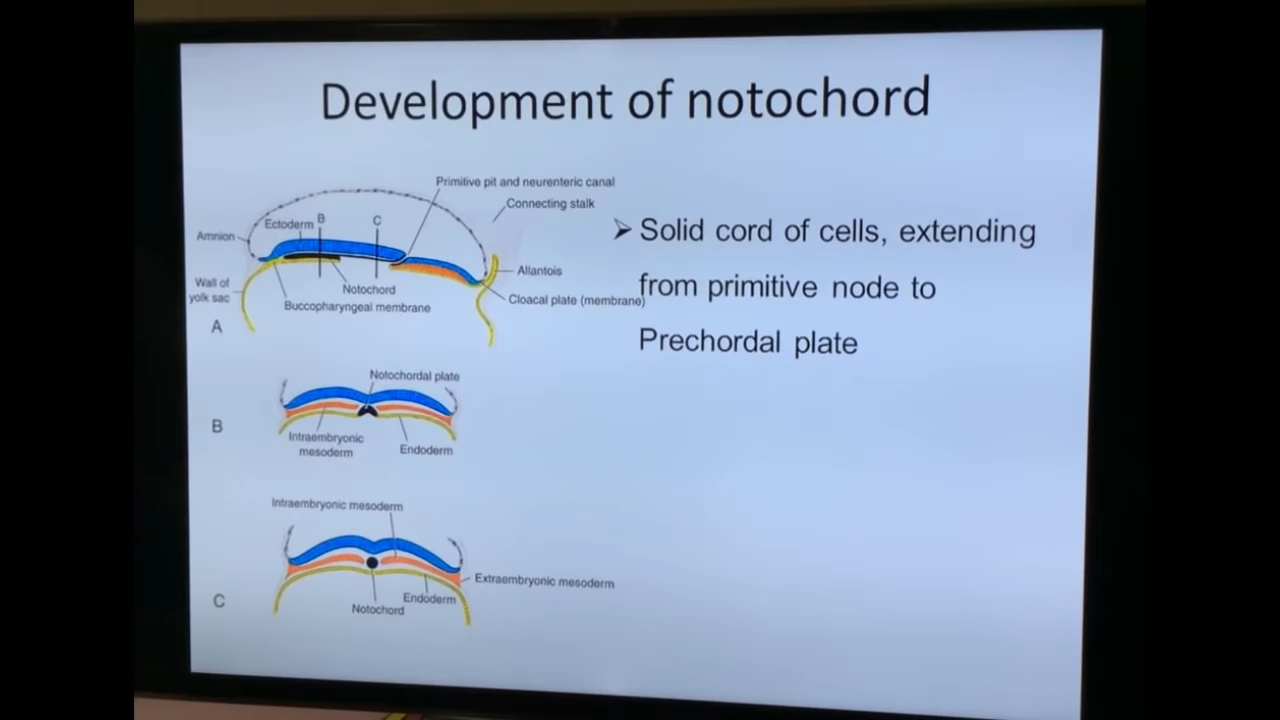 Development of notochord
Primitive pit and neurenteric canal
Connecting stalk
Ectoderm B
C
Amnion
Allantois
Wall of
yolk sac
Notochord
Cloacal plate (membrane)
Buccopharyngeal membrane
A
➢ Solid cord of cells, extending
from primitive node to
Prechordal plate
Notochordal plate
B
Intraembryonic
mesoderm
Endoderm
Intraembryonic mesoderm
Extraembryonic mesoderm
C
Endoderm
Notochord